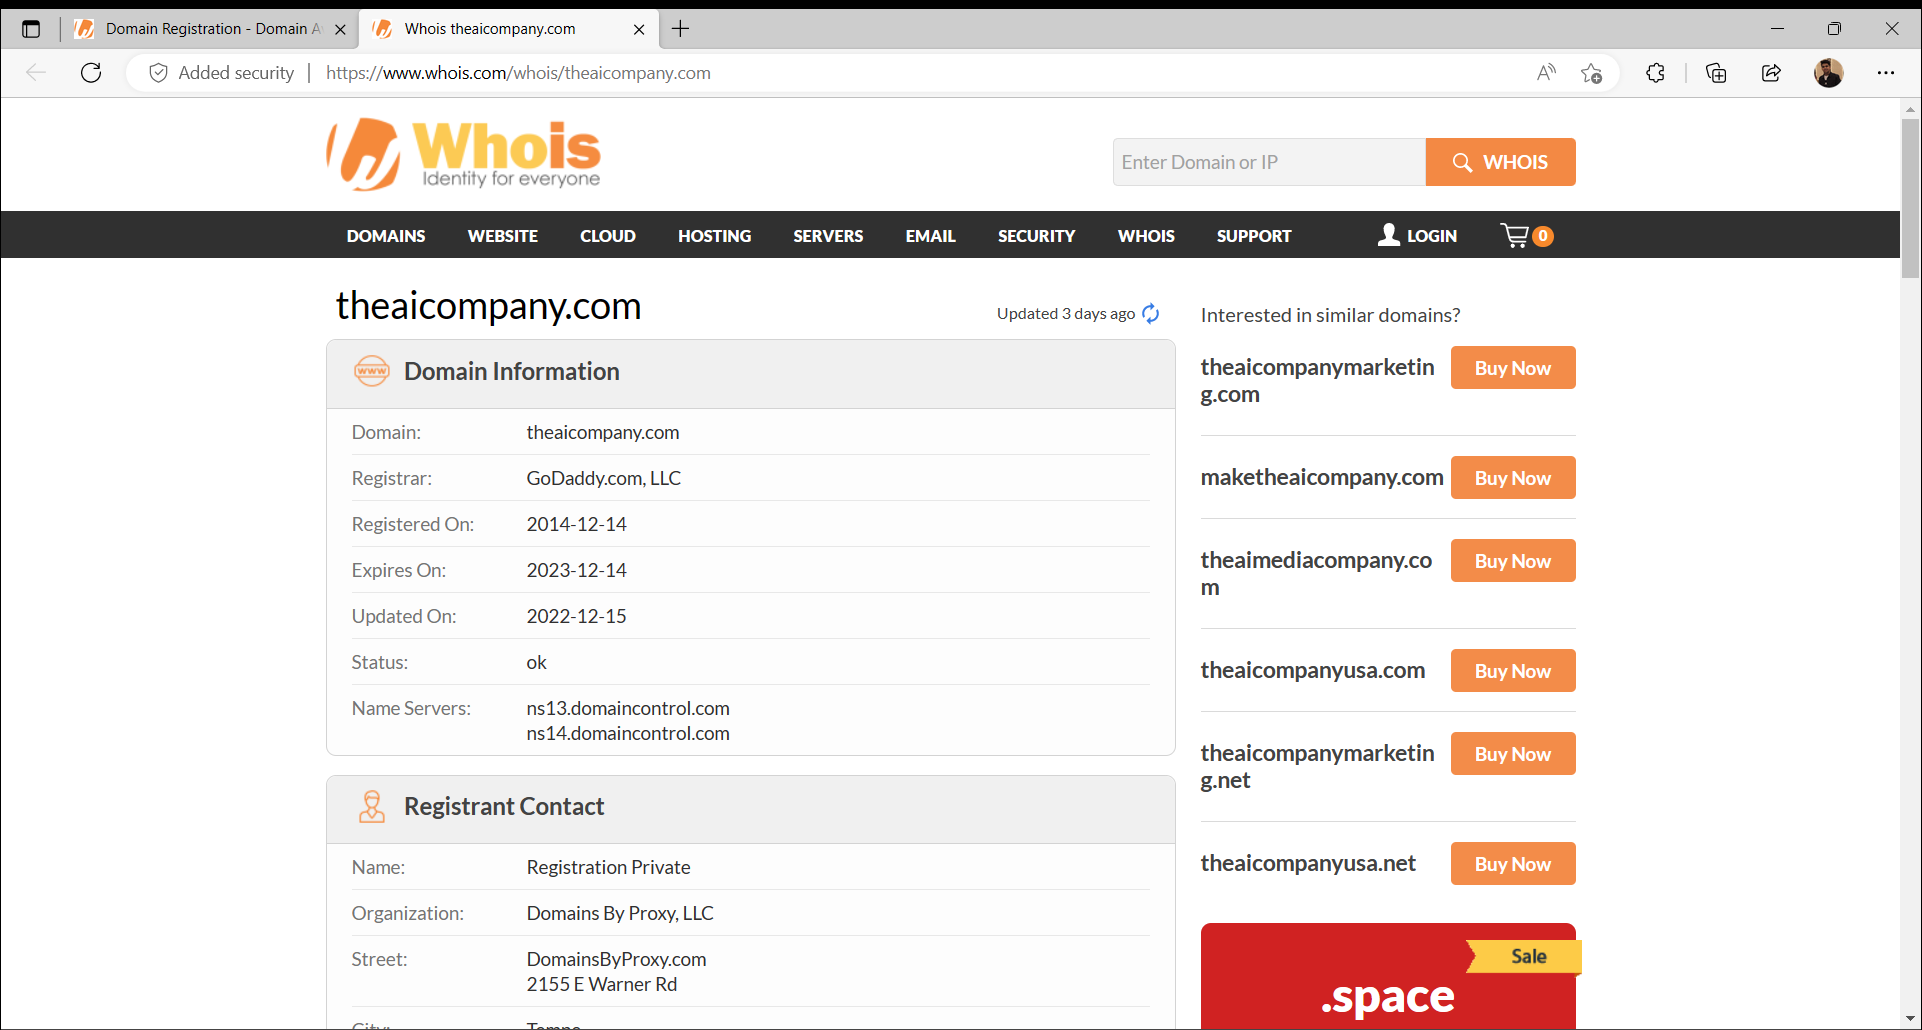 Domain Registration - Domain A
Whois theaicompany.com
Added security
https://www.whois.com/whois/theaicompany.com
Whois
Identity for everyone
Enter Domain or IP
WHOIS
DOMAINS WEBSITE CLOUD HOSTING SERVERS EMAIL SECURITY WHOIS SUPPORT LOGIN 0
theaicompany.com
Updated 3 days ago
Domain Information
Domain: theaicompany.com
Registrar: GoDaddy.com, LLC
Registered On: 2014-12-14
Expires On: 2023-12-14
Updated On: 2022-12-15
Status: ok
Name Servers: ns13.domaincontrol.com
ns14.domaincontrol.com
Registrant Contact
Name: Registration Private
Organization: Domains By Proxy, LLC
Street: DomainsByProxy.com
2155 E Warner Rd
City: Tempe
Interested in similar domains?
theaicompanymarketin
g.com
Buy Now
maketheaicompany.com
Buy Now
theaimediacompany.co
m
Buy Now
theaicompanyusa.com
Buy Now
theaicompanymarketin
g.net
Buy Now
theaicompanyusa.net
Buy Now
Sale
.space